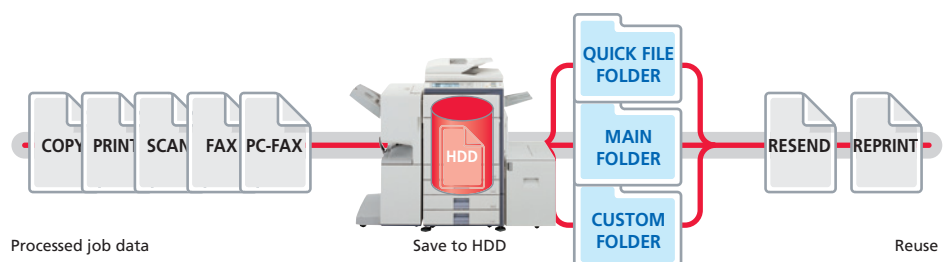 COPY
PRINT
SCAN
FAX
PC-FAX
HDD
QUICK FILE
FOLDER
MAIN
FOLDER
CUSTOM
FOLDER
RESEND
REPRINT
Processed job data
Save to HDD
Reuse